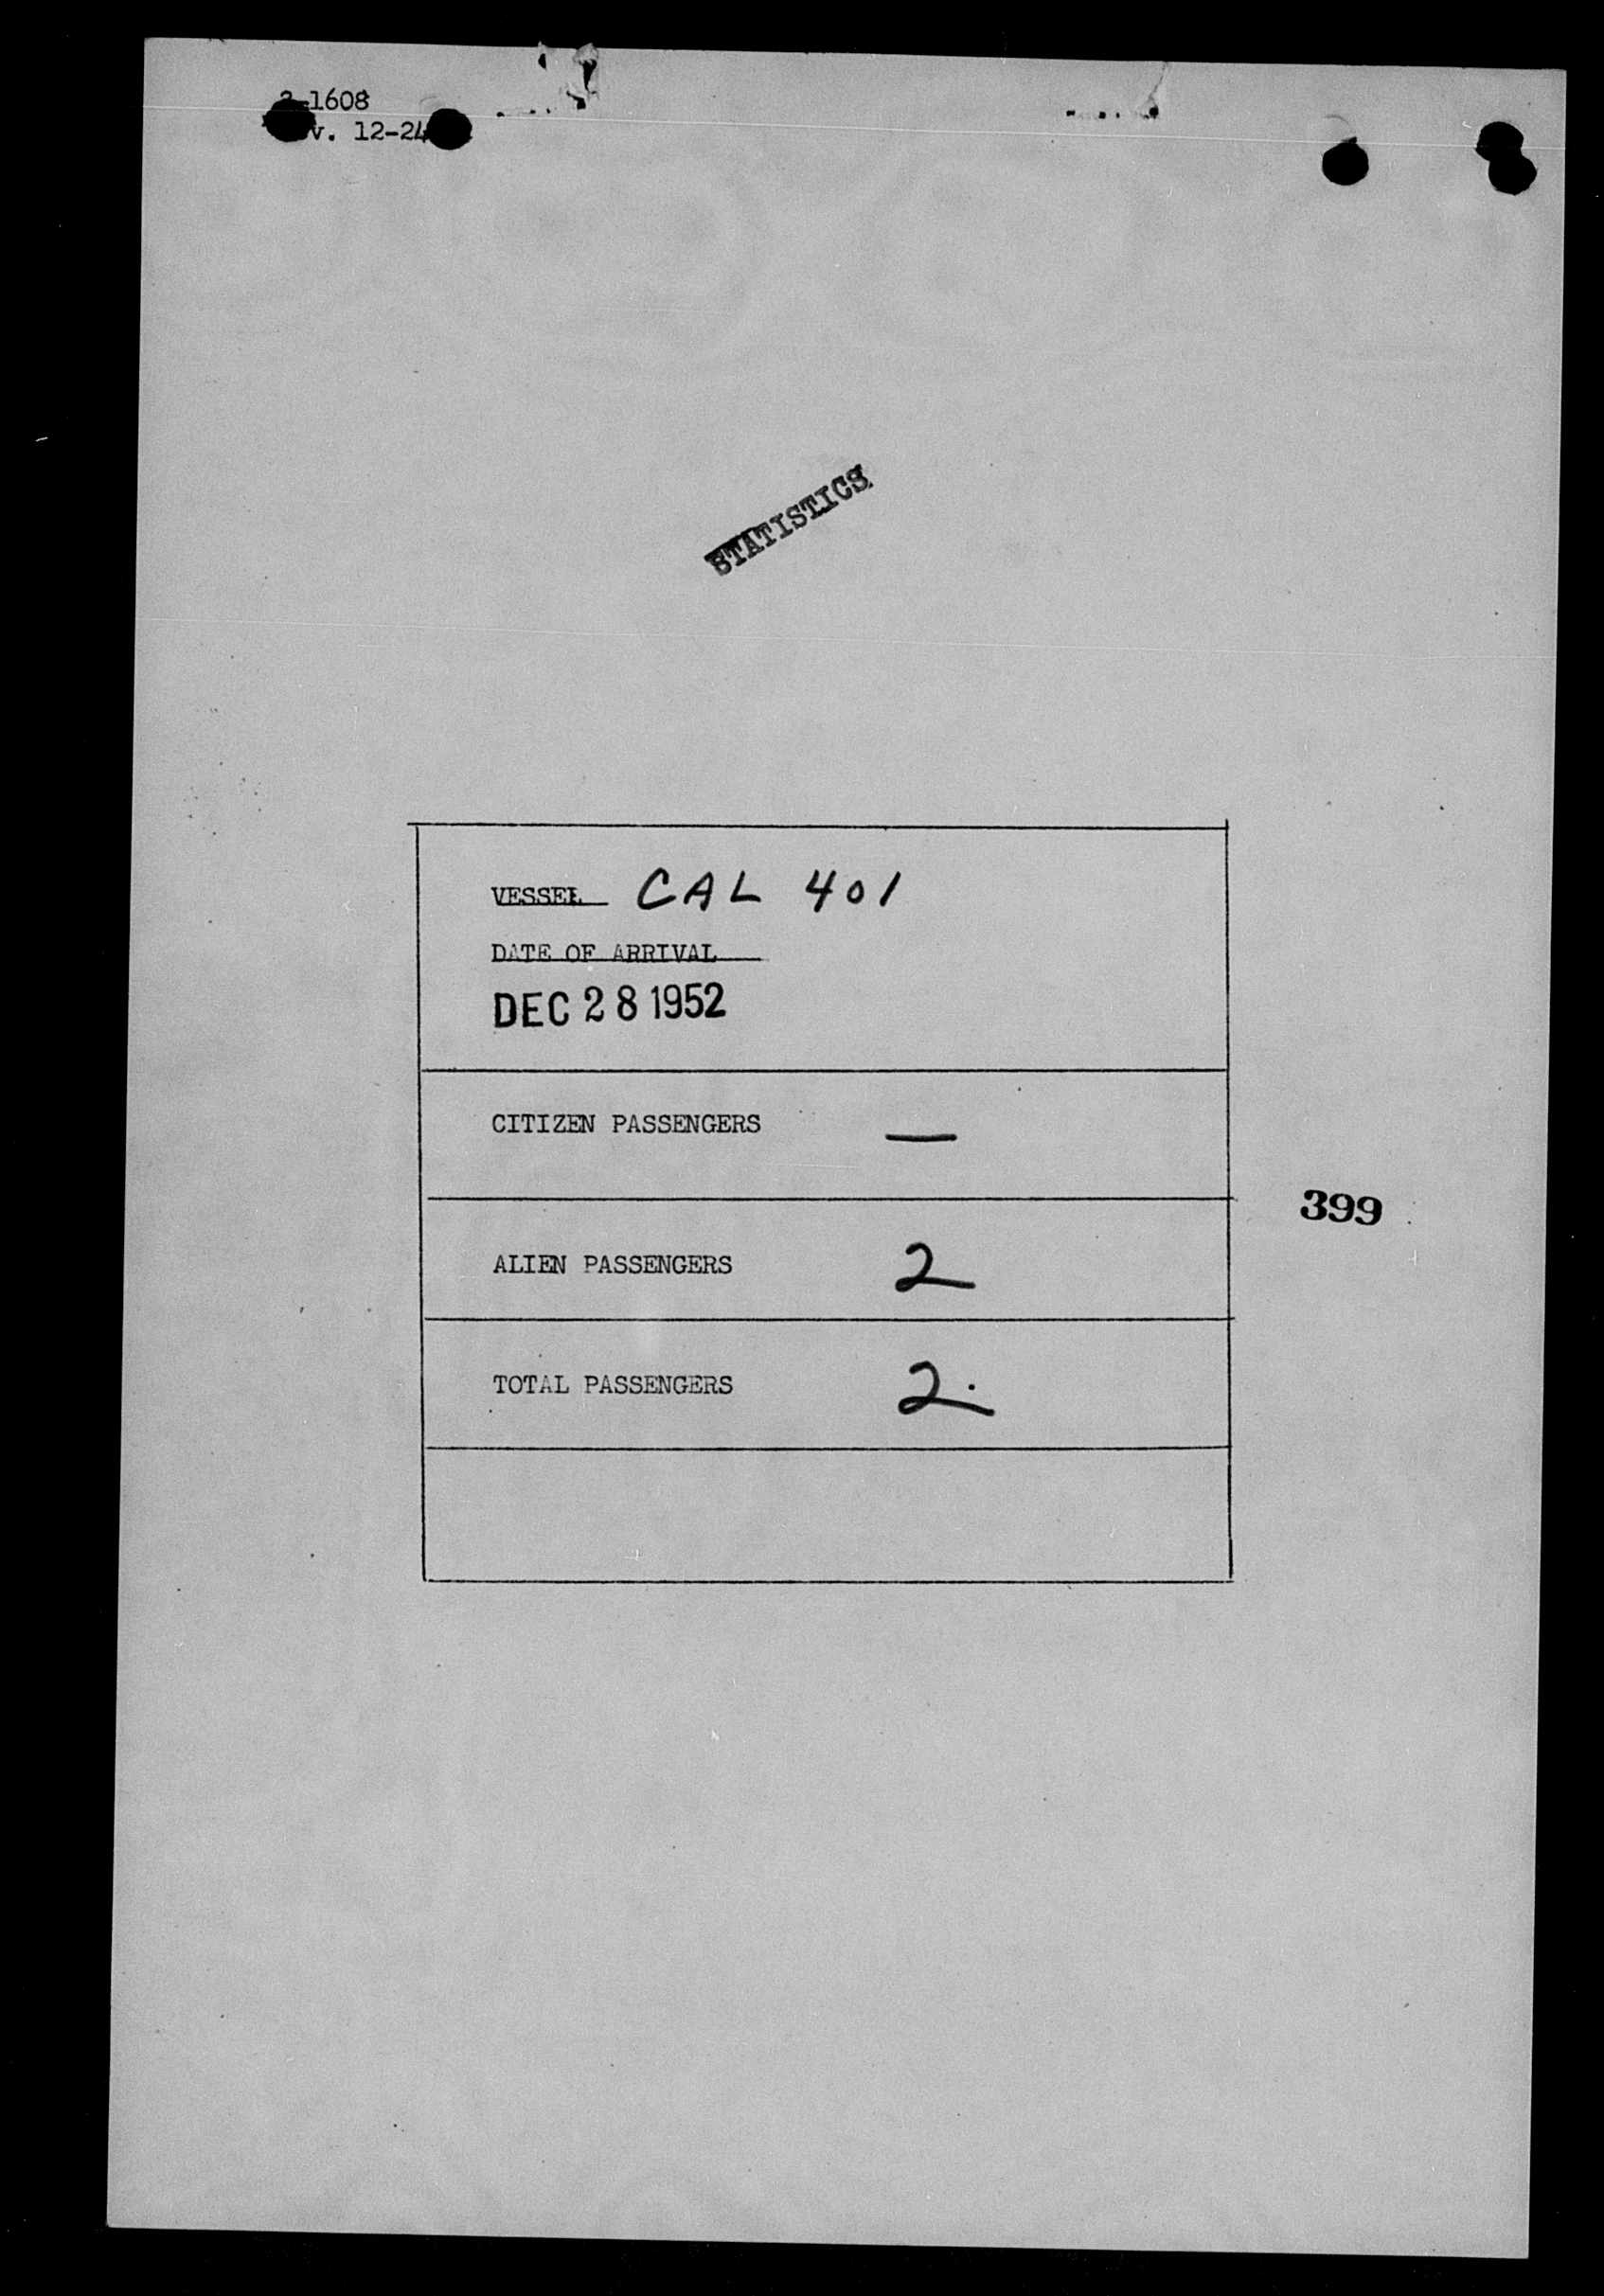 -1608
v. 12-24
STATISTICS
VESSEL CAL 401
DATE OF ARRIVAL
DEC 28 1952
CITIZEN PASSENGERS —
399
ALIEN PASSENGERS 2
TOTAL PASSENGERS 2.